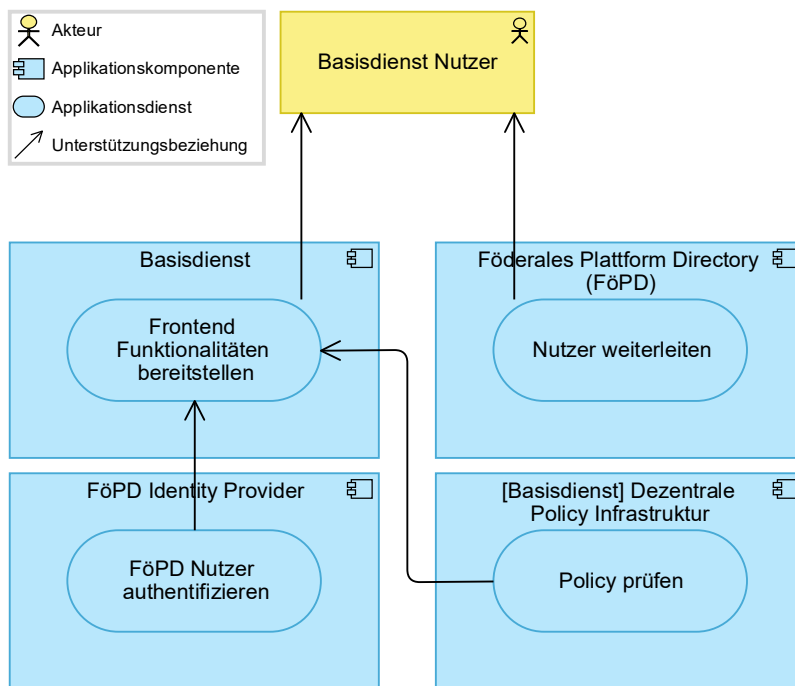 Akteur
Applikationskomponente
Applikationsdienst
Unterstützungsbeziehung
Basisdienst Nutzer
Basisdienst
Frontend
Funktionalitäten
bereitstellen
Föderales Plattform Directory
(FöPD)
Nutzer weiterleiten
FöPD Identity Provider
FöPD Nutzer
authentifizieren
[Basisdienst] Dezentrale
Policy Infrastruktur
Policy prüfen